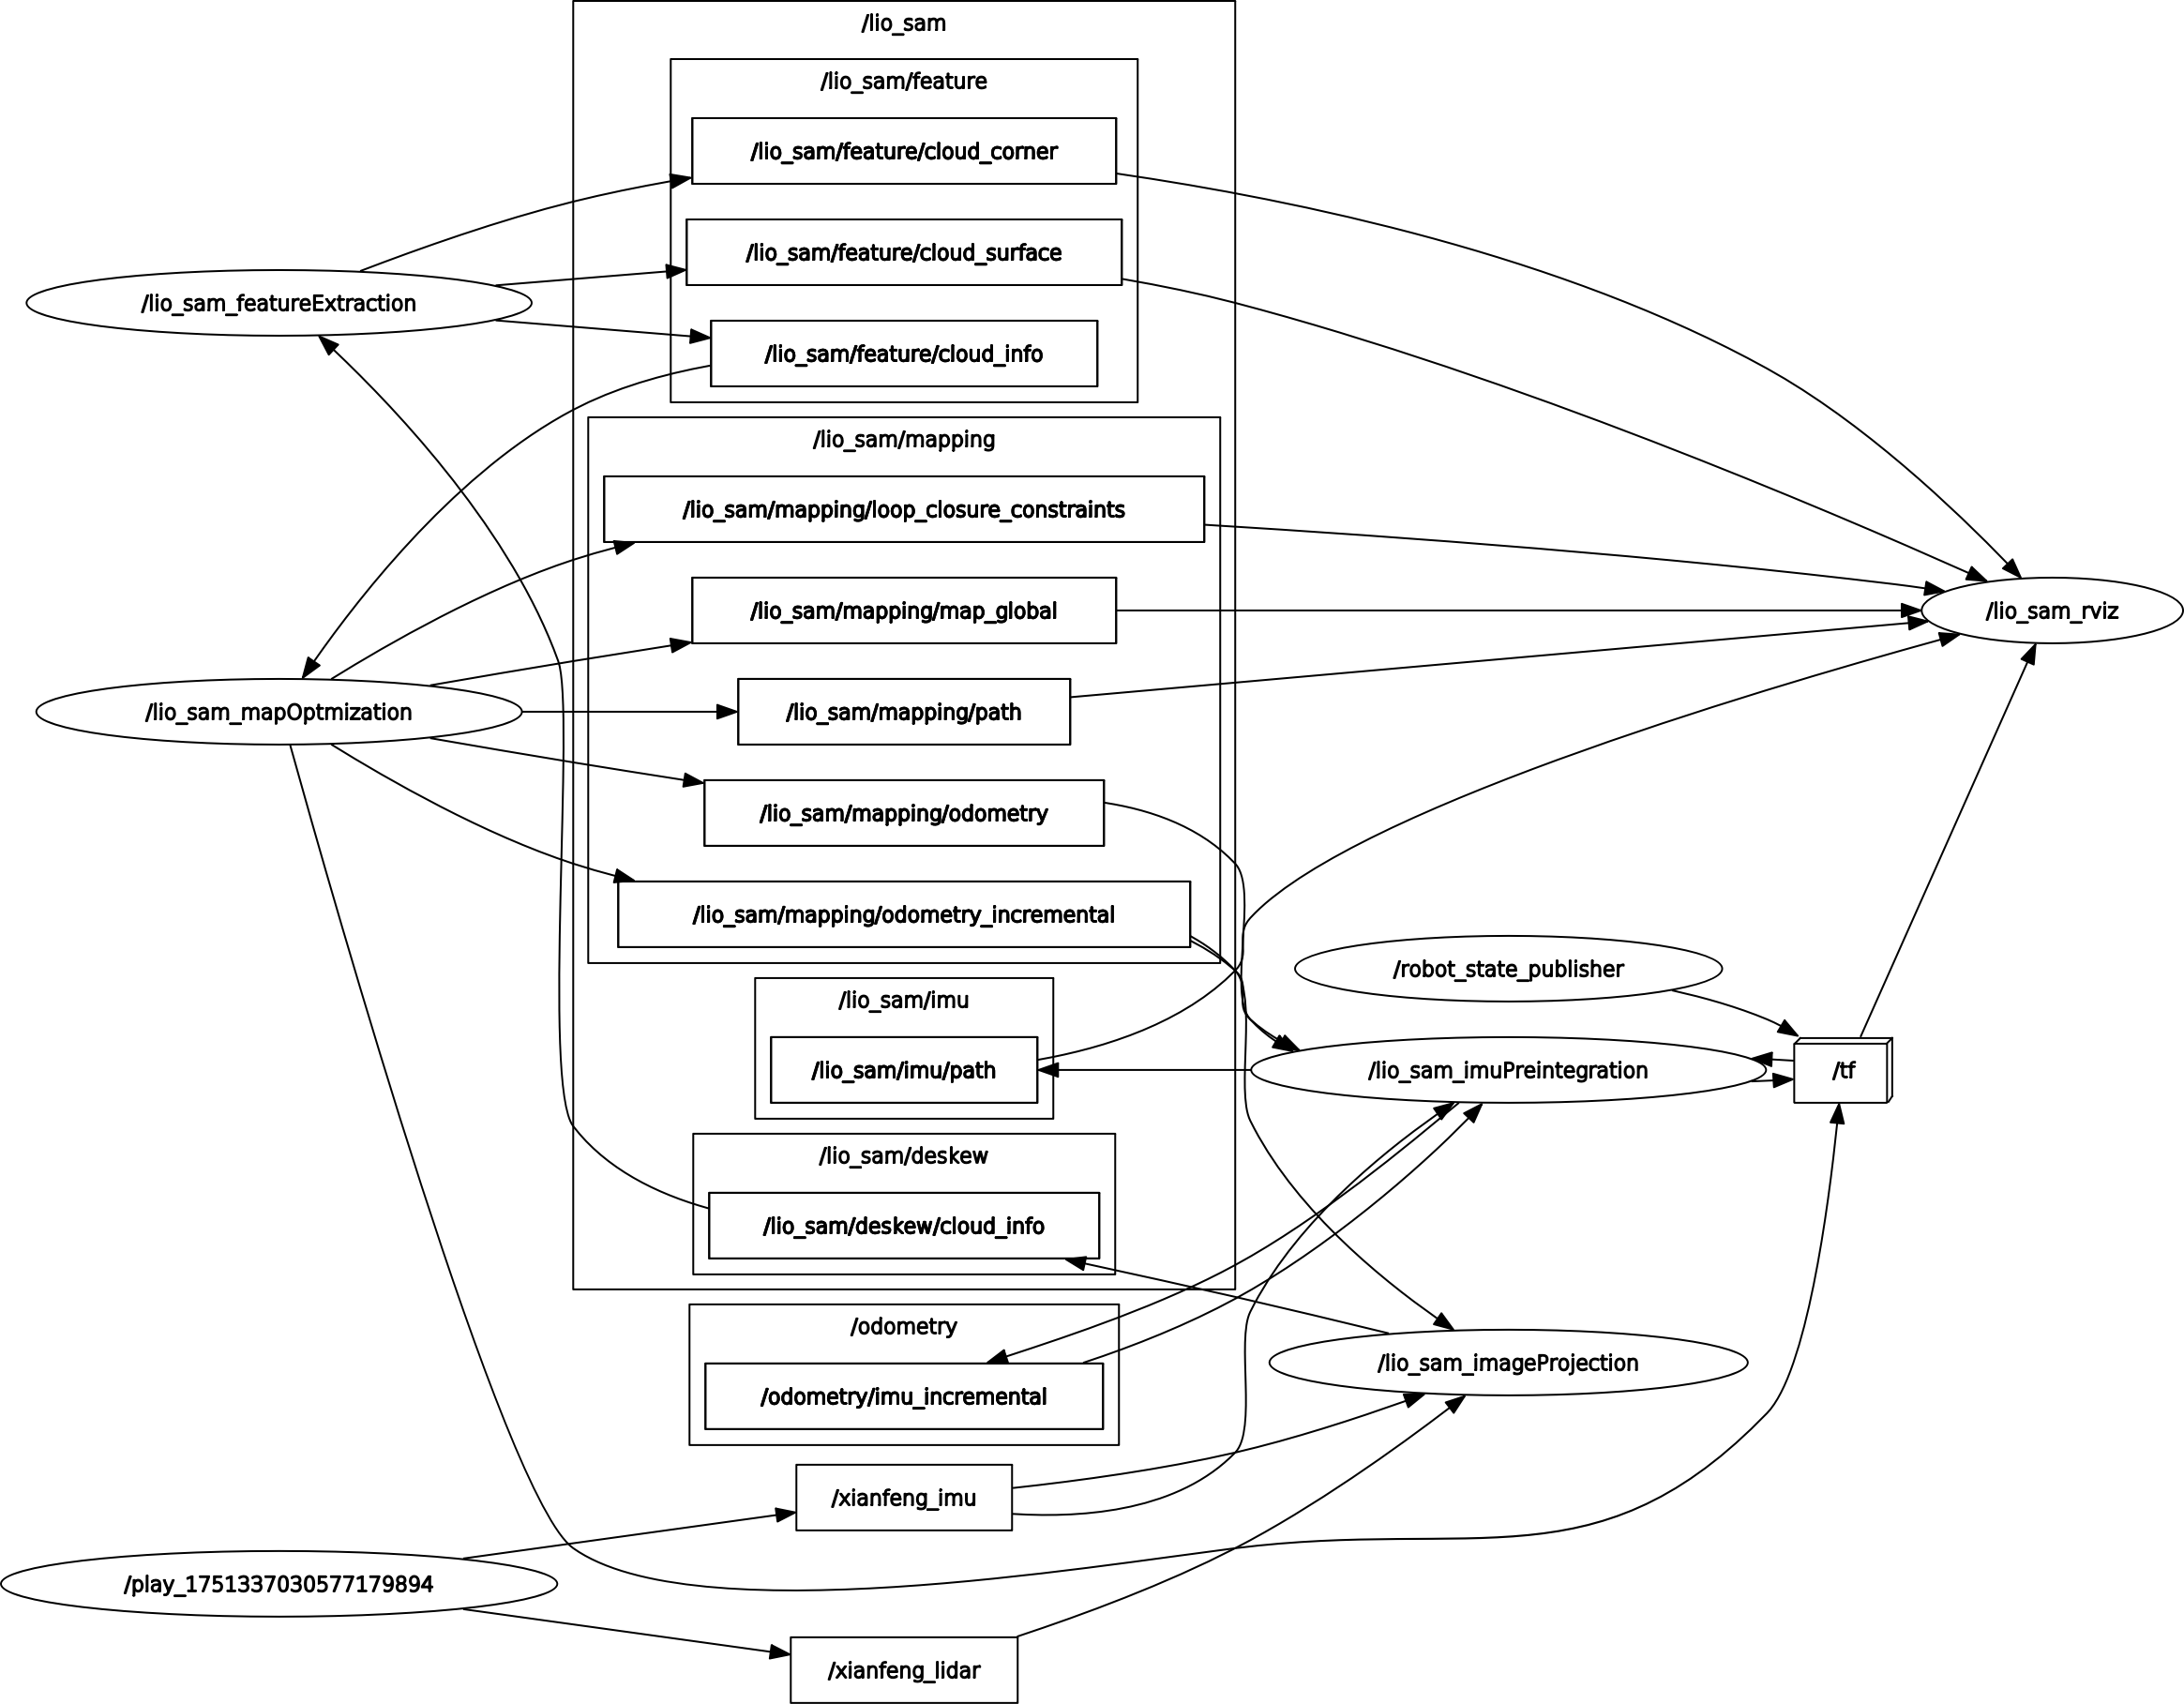 /lio_sam
/lio_sam/feature
/lio_sam/feature/cloud_corner
/lio_sam/feature/cloud_surface
/lio_sam_featureExtraction
/lio_sam/feature/cloud_info
/lio_sam/mapping
/lio_sam/mapping/loop_closure_constraints
/lio_sam/mapping/map_global
/lio_sam_rviz
/lio_sam_mapOptmization
/lio_sam/mapping/path
/lio_sam/mapping/odometry
/lio_sam/mapping/odometry_incremental
/robot_state_publisher
/lio_sam/imu
/lio_sam/imu/path
/lio_sam_imuPreintegration
/tf
/lio_sam/deskew
/lio_sam/deskew/cloud_info
/odometry
/lio_sam_imageProjection
/odometry/imu_incremental
/xianfeng_imu
/play_1751337030577179894
/xianfeng_lidar